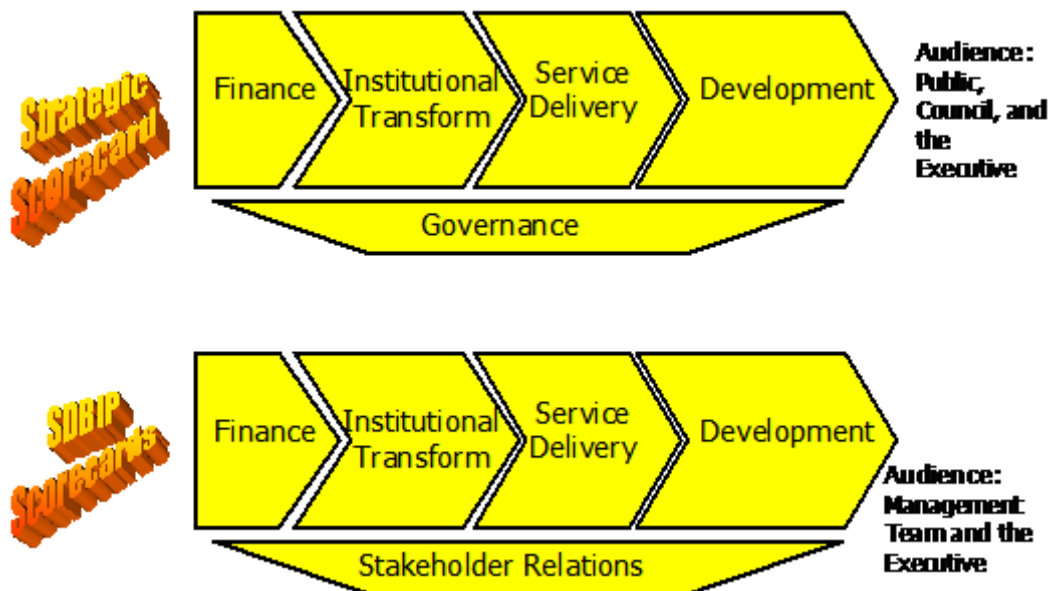 Strategic
Scorecard
Finance
Institutional
Transform
Service
Delivery
Development
Audience:
Public,
Council, and
the
Executive
Governance
SDBIP
Scorecards
Finance
Institutional
Transform
Service
Delivery
Development
Audience:
Management
Team and the
Executive
Stakeholder Relations